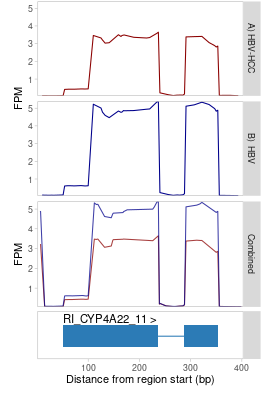 5
4
3
2
1
A) HBV-HCC
FPM
5
4
3
2
1
B) HBV
5
4
3
2
1
FPM
Combined
RI_CYP4A22_11 >
100
200
300
400
Distance from region start (bp)